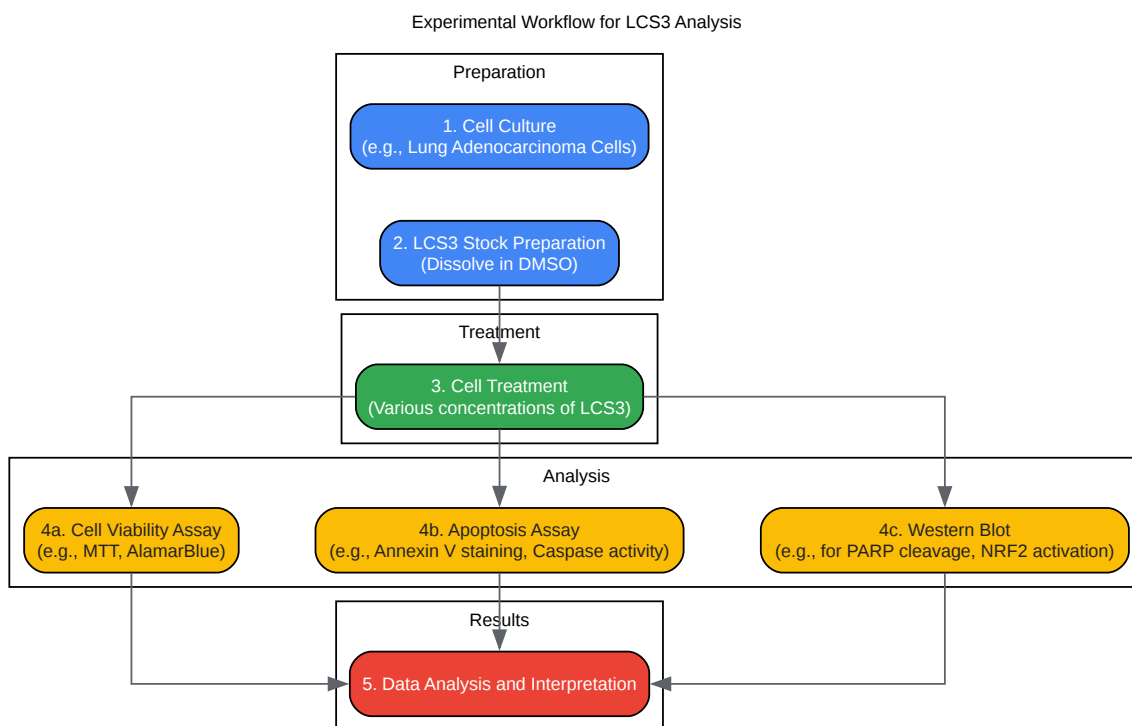 Experimental Workflow for LCS3 Analysis
Preparation
1. Cell Culture
(e.g., Lung Adenocarcinoma Cells)
2. LCS3 Stock Preparation
(Dissolve in DMSO)
Treatment
3. Cell Treatment
(Various concentrations of LCS3)
Analysis
4a. Cell Viability Assay
(e.g., MTT, AlamarBlue)
4b. Apoptosis Assay
(e.g., Annexin V staining, Caspase activity)
4c. Western Blot
(e.g., for PARP cleavage, NRF2 activation)
Results
5. Data Analysis and Interpretation